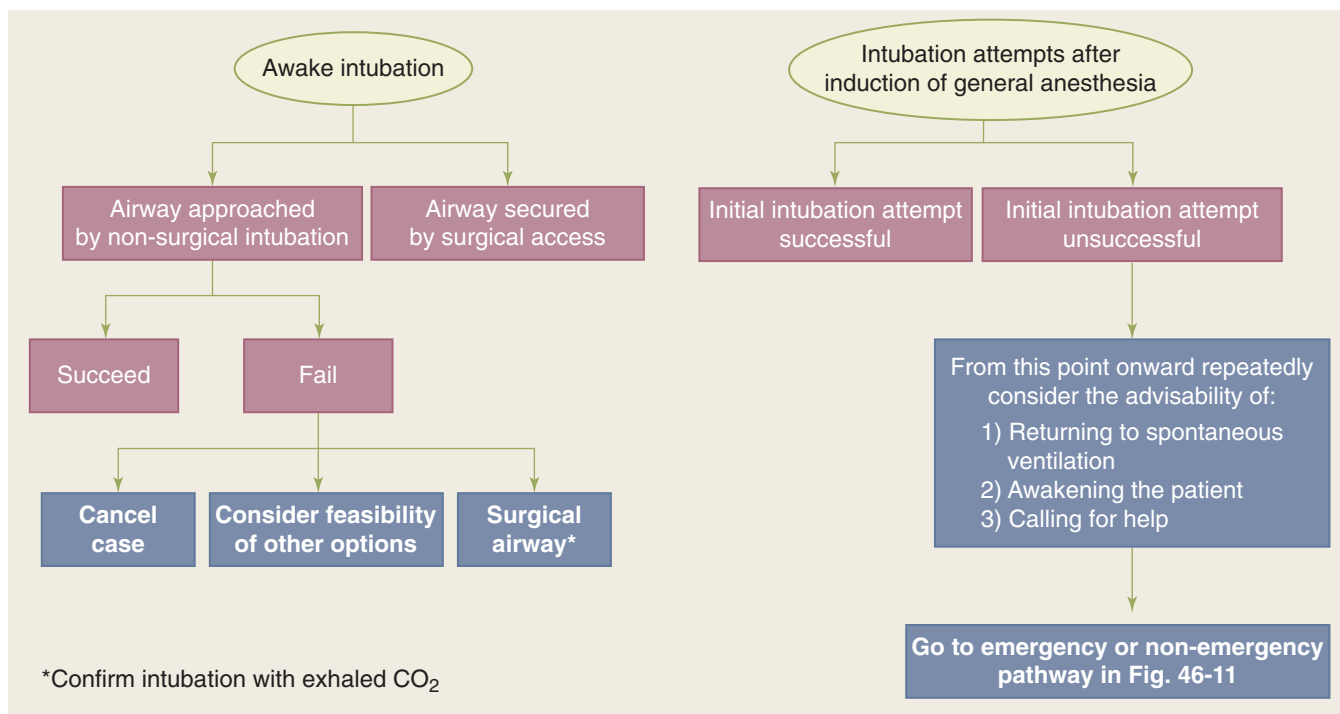 Awake intubation
Airway approached
by non-surgical intubation
Airway secured
by surgical access
Succeed
Fail
Cancel
case
Consider feasibility
of other options
Surgical
airway*
*Confirm intubation with exhaled CO2
Intubation attempts after
induction of general anesthesia
Initial intubation attempt
successful
Initial intubation attempt
unsuccessful
From this point onward repeatedly
consider the advisability of:
1) Returning to spontaneous
ventilation
2) Awakening the patient
3) Calling for help
Go to emergency or non-emergency
pathway in Fig. 46-11